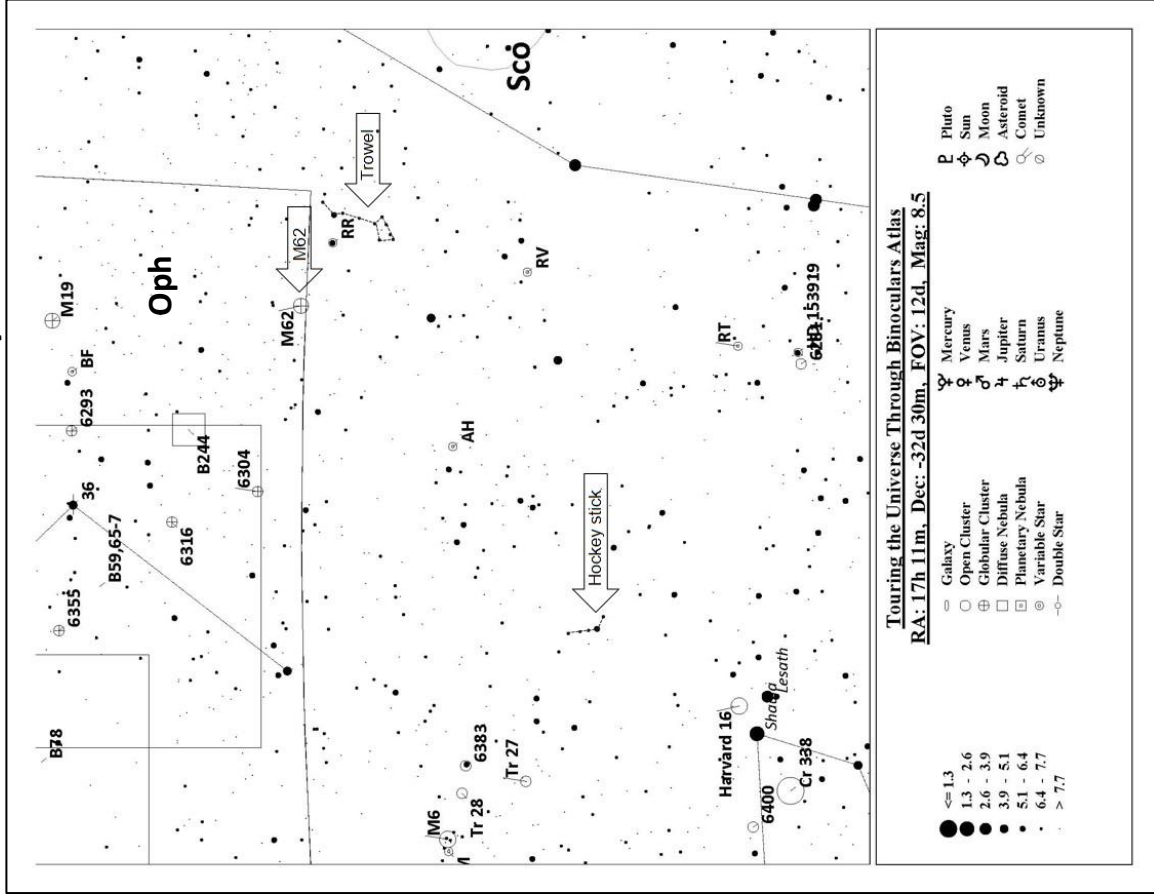 M19
BF
6293
36
B59,65-7
6355
B78
Oph
B244
6316
6304
M62
M62
RR
Trowel
Sco
RV
AH
Hockey stick
M6
6383
Tr 28
Tr 27
RT
HD 153919
Harvard 16
Lesath
Cr 338
6400
Touring the Universe Through Binoculars Atlas
RA: 17h 11m, Dec: -32d 30m, FOV: 12d, Mag: 8.5
<= 1.3
1.3 - 2.6
2.6 - 3.9
3.9 - 5.1
5.1 - 6.4
6.4 - 7.7
> 7.7
Galaxy
Open Cluster
Globular Cluster
Diffuse Nebula
Planetary Nebula
Variable Star
Double Star
Mercury
Venus
Mars
Jupiter
Saturn
Uranus
Neptune
Pluto
Sun
Moon
Asteroid
Comet
Unknown